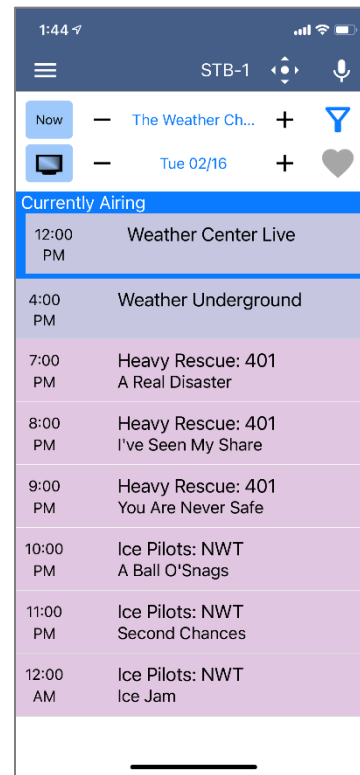 1:44
STB-1
Now
The Weather Ch...
Tue 02/16
Currently Airing
12:00 PM
Weather Center Live
4:00 PM
Weather Underground
7:00 PM
Heavy Rescue: 401
A Real Disaster
8:00 PM
Heavy Rescue: 401
I've Seen My Share
9:00 PM
Heavy Rescue: 401
You Are Never Safe
10:00 PM
Ice Pilots: NWT
A Ball O'Snags
11:00 PM
Ice Pilots: NWT
Second Chances
12:00 AM
Ice Pilots: NWT
Ice Jam